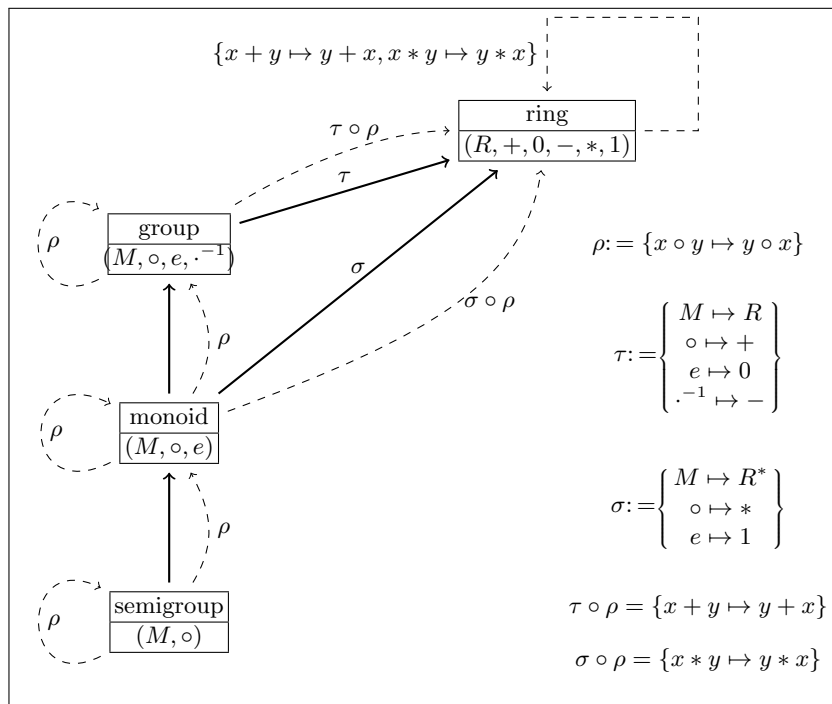 {x + y ↦ y + x, x ∗ y ↦ y ∗ x}
ring
(R, +, 0, −, ∗, 1)
τ ∘ ρ
τ
group
(M, ∘, e, ·⁻¹)
ρ
σ
σ ∘ ρ
ρ
monoid
(M, ∘, e)
ρ
ρ
semigroup
(M, ∘)
ρ
ρ: = {x ∘ y ↦ y ∘ x}
τ: = { M ↦ R
∘ ↦ +
e ↦ 0
·⁻¹ ↦ − }
σ: = { M ↦ R*
∘ ↦ ∗
e ↦ 1 }
τ ∘ ρ = {x + y ↦ y + x}
σ ∘ ρ = {x ∗ y ↦ y ∗ x}